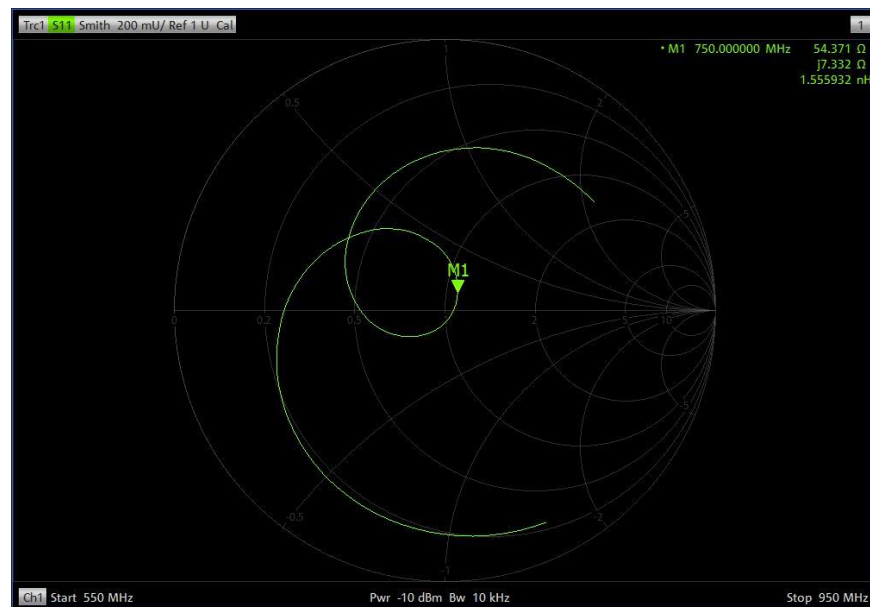 Trc1 S11 Smith 200 mU/ Ref 1 U Cal
1
• M1 750.000000 MHz 54.371 Ω
j7.332 Ω
1.555932 nH
1
0.5
2
5
M1
0 0.2 0.5 1 2 5 10
-5
-0.5
-2
-1
Ch1 Start 550 MHz Pwr -10 dBm Bw 10 kHz Stop 950 MHz